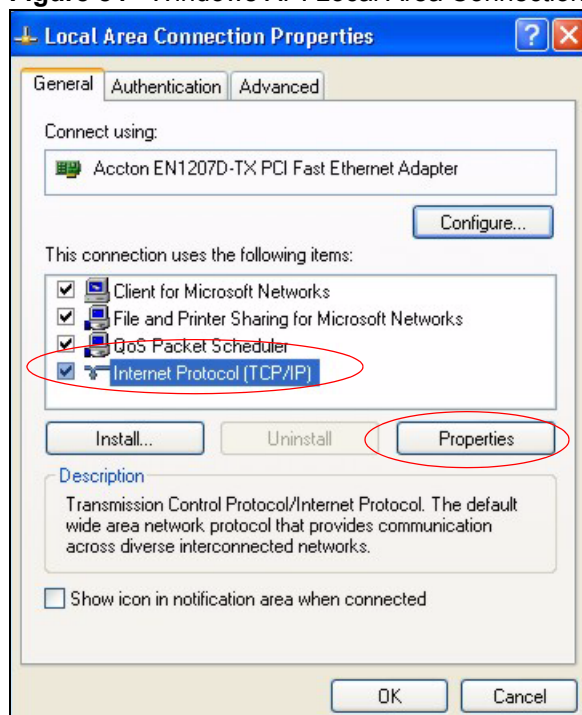 Local Area Connection Properties
General Authentication Advanced
Connect using:
Accton EN1207D-TX PCI Fast Ethernet Adapter
Configure...
This connection uses the following items:
Client for Microsoft Networks
File and Printer Sharing for Microsoft Networks
QoS Packet Scheduler
Internet Protocol (TCP/IP)
Install... Uninstall Properties
Description
Transmission Control Protocol/Internet Protocol. The default
wide area network protocol that provides communication
across diverse interconnected networks.
Show icon in notification area when connected
OK Cancel